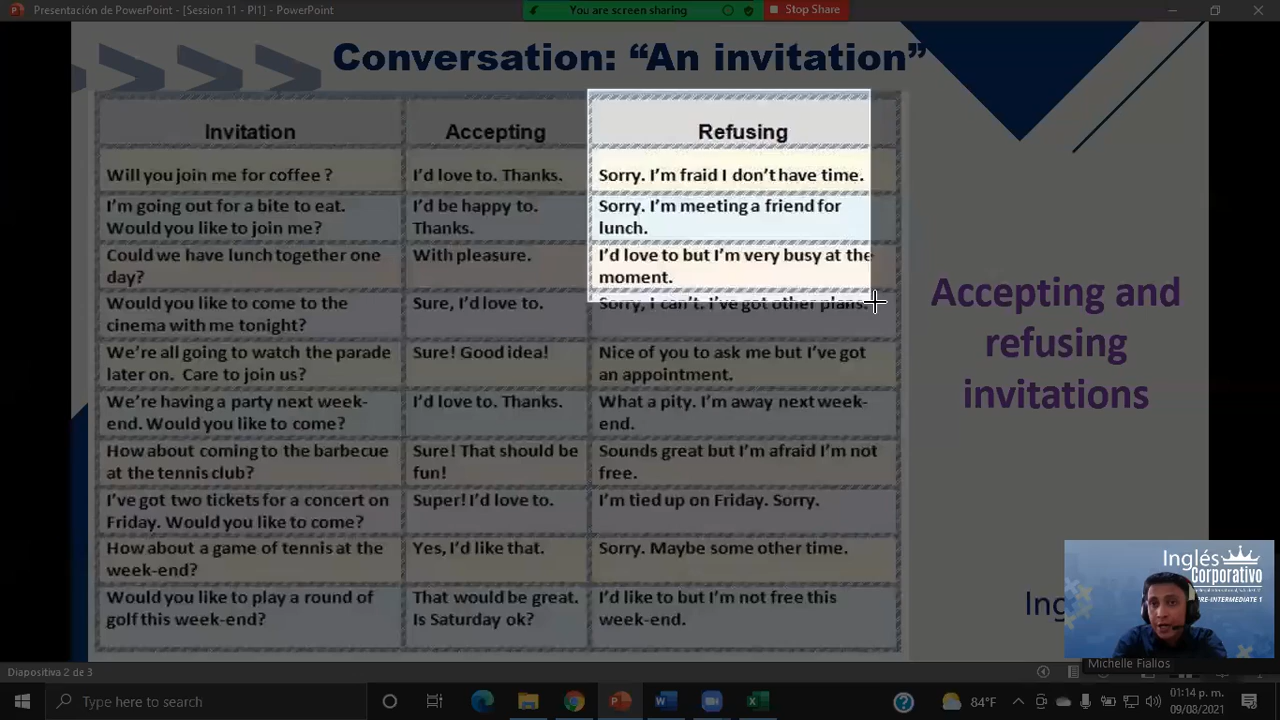 Presentación de PowerPoint - [Session 11 - PI1] - PowerPoint
You are screen sharing
Stop Share
Conversation: “An invitation”
Invitation
Accepting
Refusing
Will you join me for coffee ?
I’d love to. Thanks.
Sorry. I’m fraid I don’t have time.
I’m going out for a bite to eat.
Would you like to join me?
I’d be happy to.
Thanks.
Sorry. I’m meeting a friend for
lunch.
Could we have lunch together one
day?
With pleasure.
I’d love to but I’m very busy at the
moment.
Would you like to come to the
cinema with me tonight?
Sure, I’d love to.
Sorry, I can’t. I’ve got other plans.
We’re all going to watch the parade
later on. Care to join us?
Sure! Good idea!
Nice of you to ask me but I’ve got
an appointment.
We’re having a party next week-
end. Would you like to come?
I’d love to. Thanks.
What a pity. I’m away next week-
end.
How about coming to the barbecue
at the tennis club?
Sure! That should be
fun!
Sounds great but I’m afraid I’m not
free.
I’ve got two tickets for a concert on
Friday. Would you like to come?
Super! I’d love to.
I’m tied up on Friday. Sorry.
How about a game of tennis at the
week-end?
Yes, I’d like that.
Sorry. Maybe some other time.
Would you like to play a round of
golf this week-end?
That would be great.
Is Saturday ok?
I’d like to but I’m not free this
week-end.
Accepting and
refusing
invitations
Ing
Inglés
Corporativo
PRE-INTERMEDIATE 1
Michelle Fiallos
Diapositiva 2 de 3
Type here to search
84°F
01:14 p. m.
09/08/2021